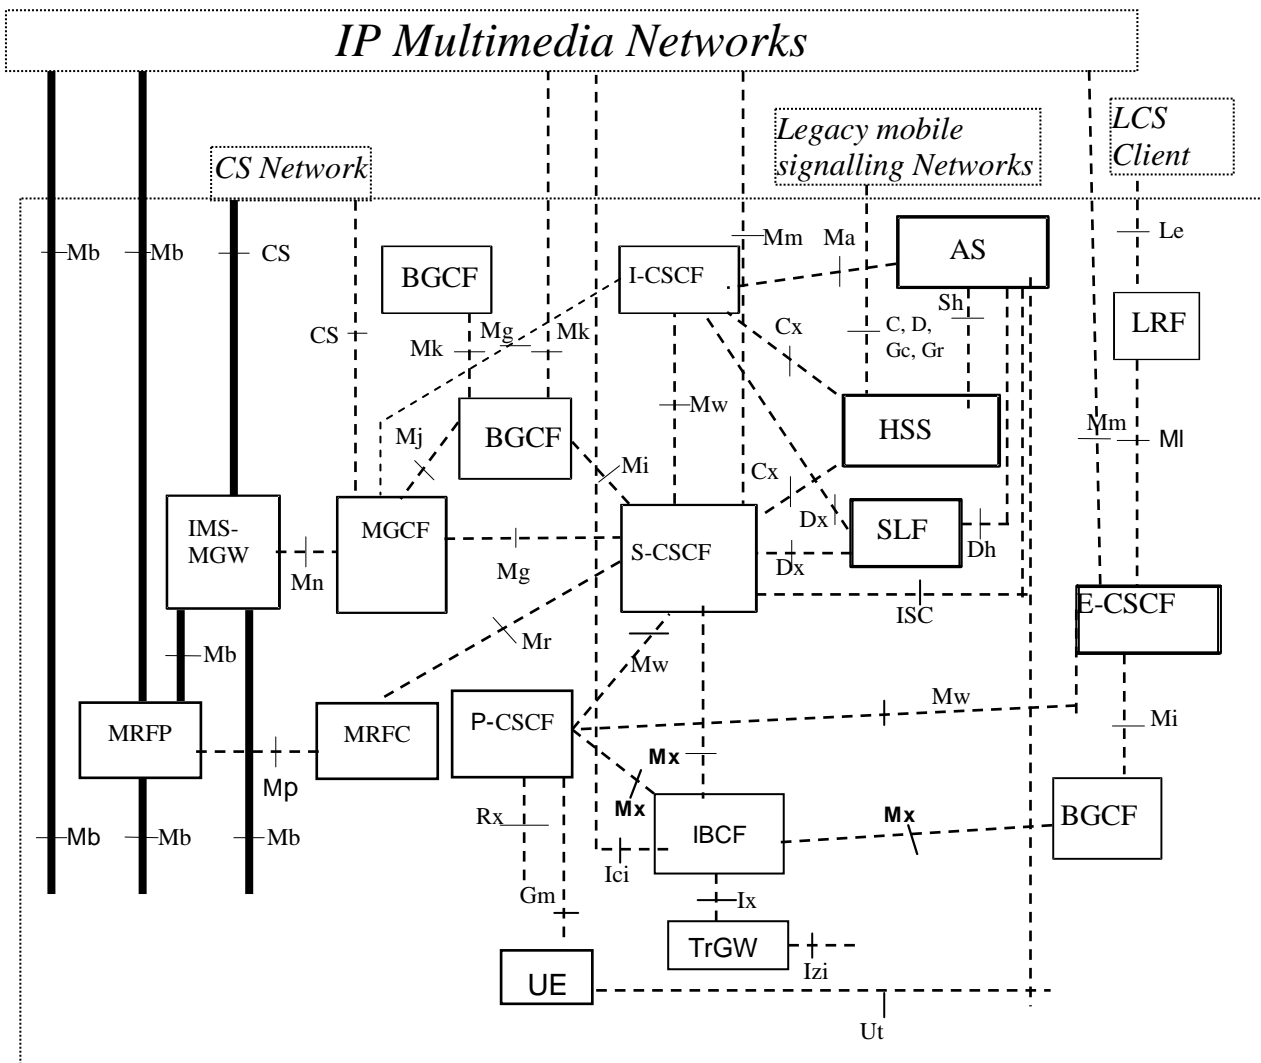 IP Multimedia Networks
LCS
Client
Legacy mobile
signalling Networks
CS Network
Mb
Mb
CS
Mm
Ma
AS
Le
BGCF
I-CSCF
Sh
LRF
CS
Mk
Mg
Mk
Cx
C, D,
Gc, Gr
Mw
HSS
Mm
Ml
Mj
BGCF
Mi
Cx
IMS-
MGW
MGCF
Dx
SLF
S-CSCF
Mn
Mg
Dx
Dh
ISC
E-CSCF
Mb
Mr
Mw
Mw
Mi
MRFP
MRFC
P-CSCF
Mx
Mp
Mx
Mx
BGCF
Rx
IBCF
Mb
Mb
Mb
Ici
Gm
Ix
TrGW
Izi
UE
Ut